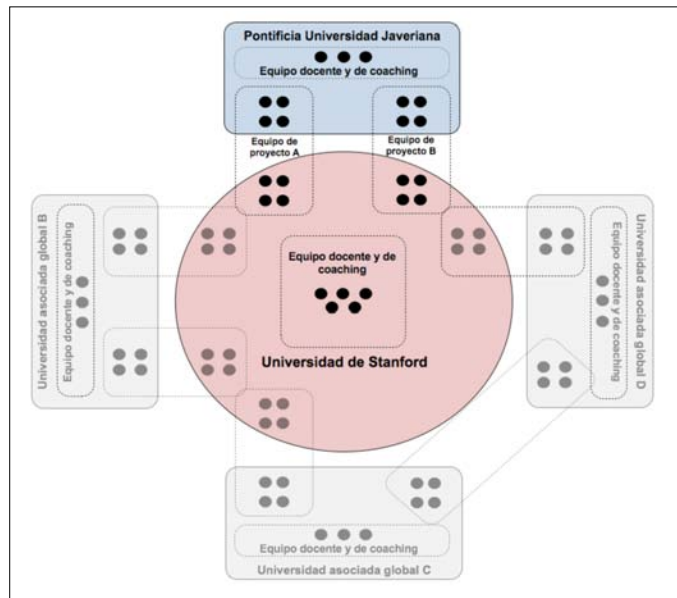 Pontificia Universidad Javeriana
Equipo docente y de coaching
Equipo de
proyecto A
Equipo de
proyecto B
Universidad asociada global B
Equipo docente y de coaching
Equipo docente y de
coaching
Universidad de Stanford
Equipo docente y de coaching
Universidad asociada global D
Equipo docente y de coaching
Universidad asociada global C